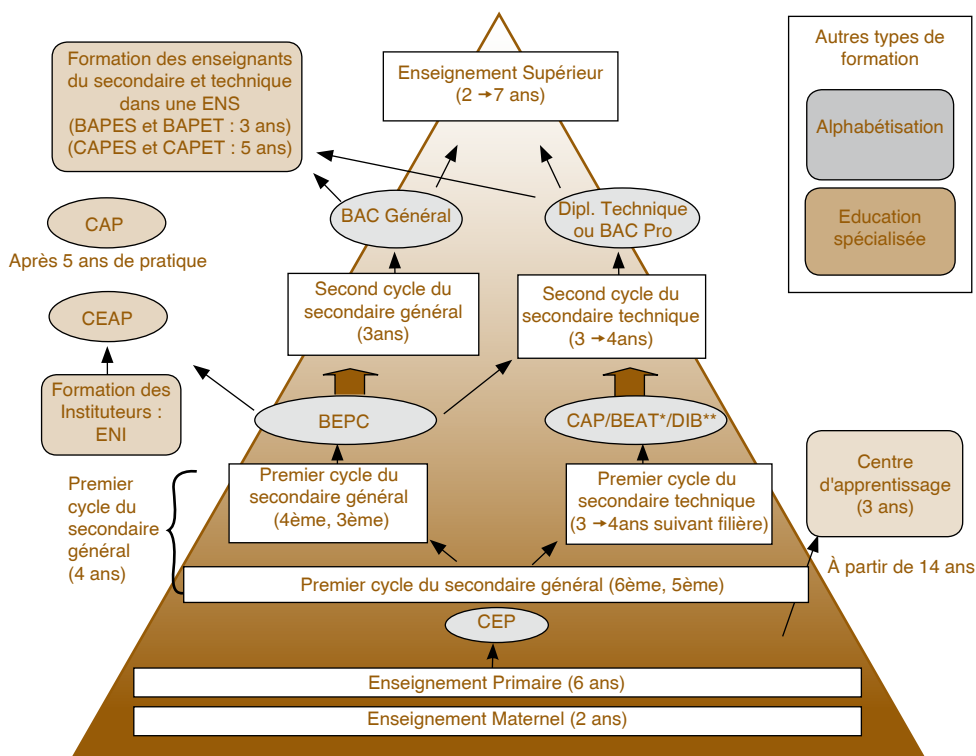 Formation des enseignants
du secondaire et technique
dans une ENS
(BAPES et BAPET : 3 ans)
(CAPES et CAPET : 5 ans)
Enseignement Supérieur
(2 →7 ans)
Autres types de
formation
Alphabétisation
Education
spécialisée
BAC Général
Dipl. Technique
ou BAC Pro
CAP
Après 5 ans de pratique
Second cycle du
secondaire général
(3ans)
Second cycle du
secondaire technique
(3 →4ans)
CEAP
Formation des
Instituteurs :
ENI
BEPC
CAP/BEAT*/DIB**
Premier
cycle du
secondaire
général
(4 ans)
Premier cycle du
secondaire général
(4ème, 3ème)
Premier cycle du
secondaire technique
(3 →4ans suivant filière)
Centre
d'apprentissage
(3 ans)
À partir de 14 ans
Premier cycle du secondaire général (6ème, 5ème)
CEP
Enseignement Primaire (6 ans)
Enseignement Maternel (2 ans)